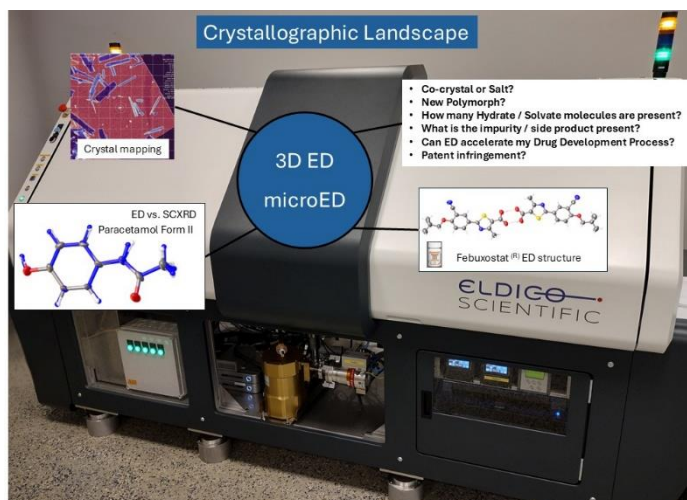 Crystallographic Landscape
Crystal mapping
3D ED
microED
• Co-crystal or Salt?
• New Polymorph?
• How many Hydrate / Solvate molecules are present?
• What is the impurity / side product present?
• Can ED accelerate my Drug Development Process?
• Patent infringement?
ED vs. SCXRD
Paracetamol Form II
Febuxostat (R) ED structure
ELDICO
SCIENTIFIC